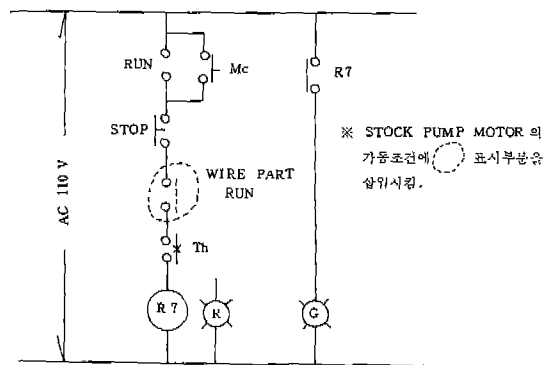 RUN
Mc
R7
STOP
※ STOCK PUMP MOTOR 의
가동조건에 표시부분을
삽입시킴.
WIRE PART
RUN
AC 110 V
Th
R7
R
G